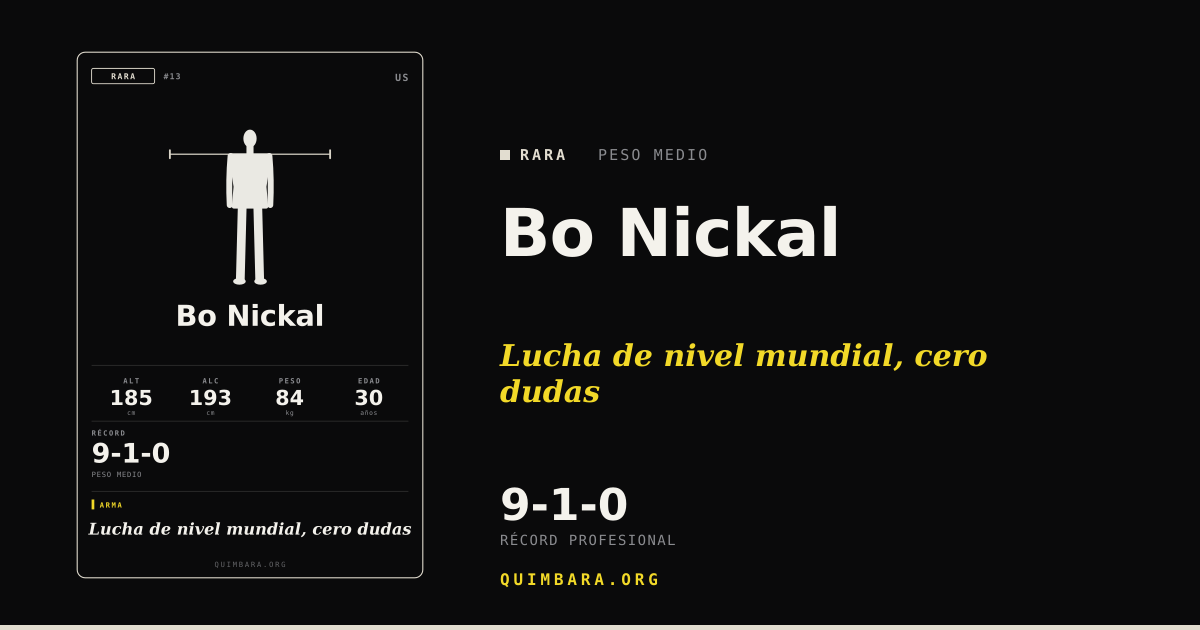 RARA #13 US
Bo Nickal
ALT ALC PESO EDAD
185 193 84 30
cm cm kg años
RÉCORD
9-1-0
PESO MEDIO
ARMA
Lucha de nivel mundial, cero dudas
QUIMBARA.ORG
RARA PESO MEDIO
Bo Nickal
Lucha de nivel mundial, cero
dudas
9-1-0
RÉCORD PROFESIONAL
QUIMBARA.ORG